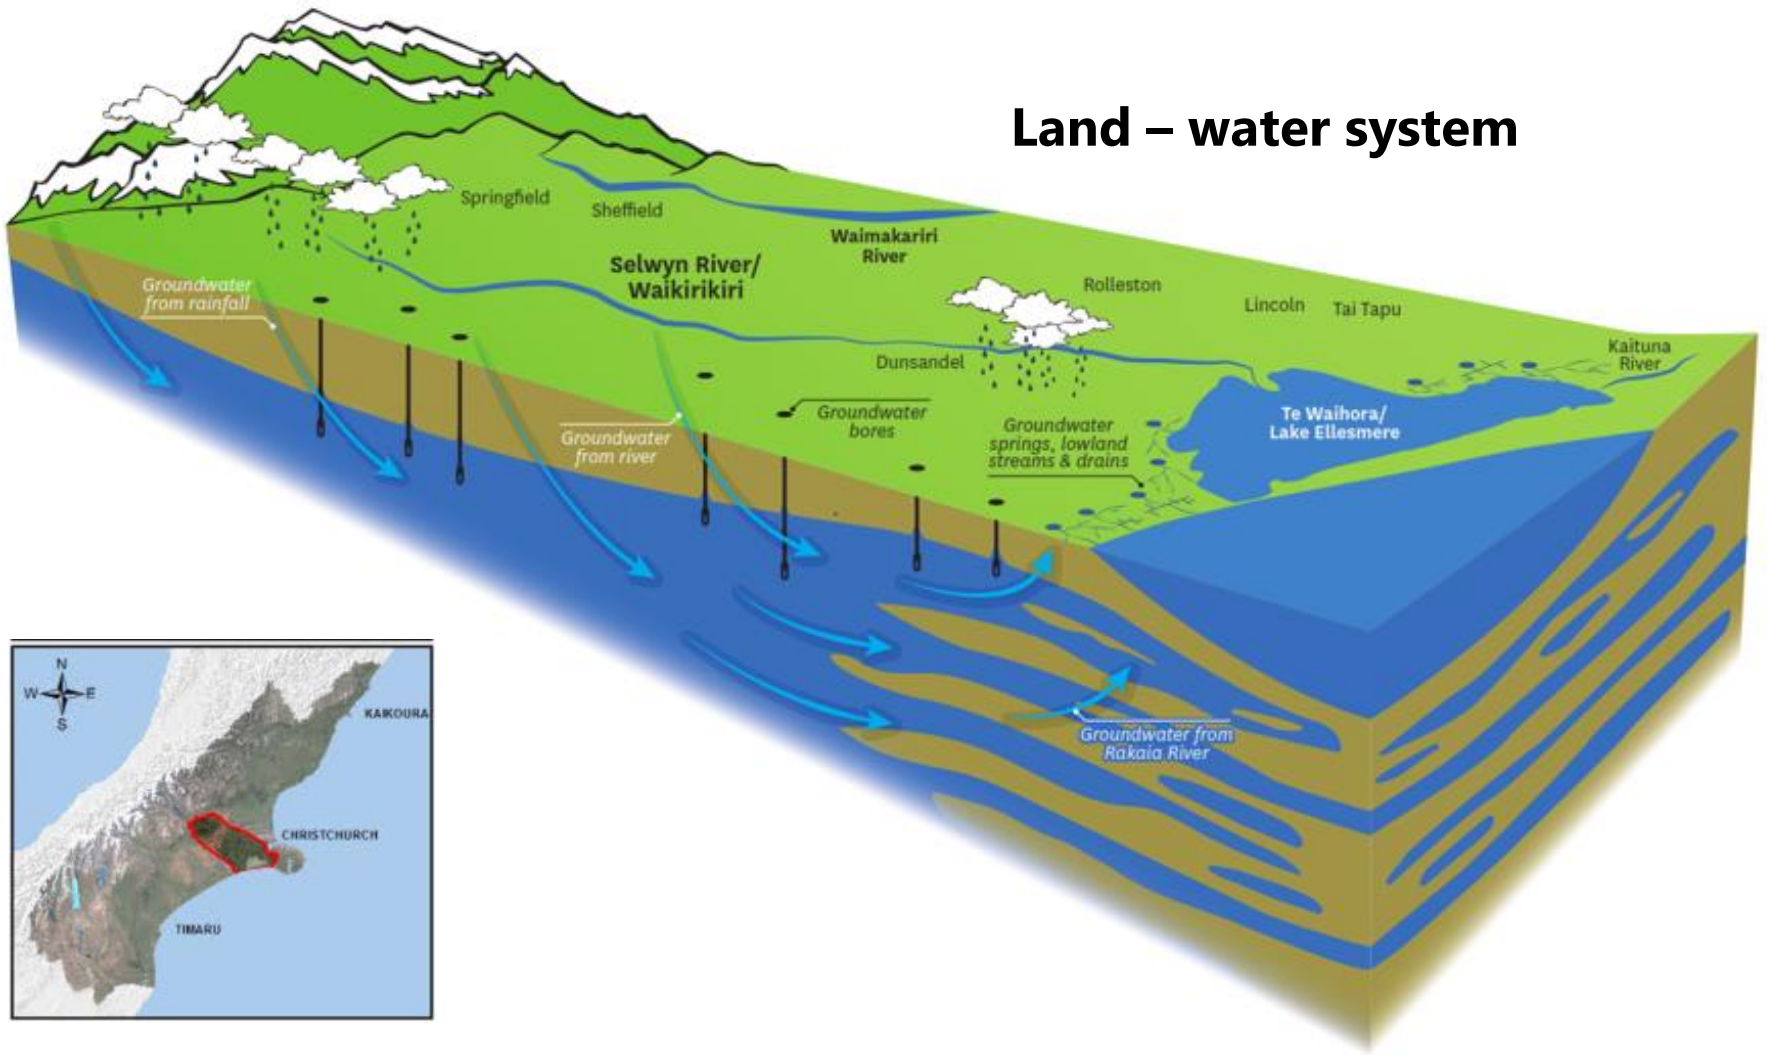 Land – water system
Springfield
Sheffield
Waimakariri
River
Selwyn River/
Waikirikiri
Rolleston
Lincoln
Tai Tapu
Kaituna
River
Dunsandel
Te Waihora/
Lake Ellesmere
Groundwater
from rainfall
Groundwater
from river
Groundwater
bores
Groundwater
springs, lowland
streams & drains
Groundwater from
Rakaia River
N
W
E
S
KAIKOURA
CHRISTCHURCH
TIMARU